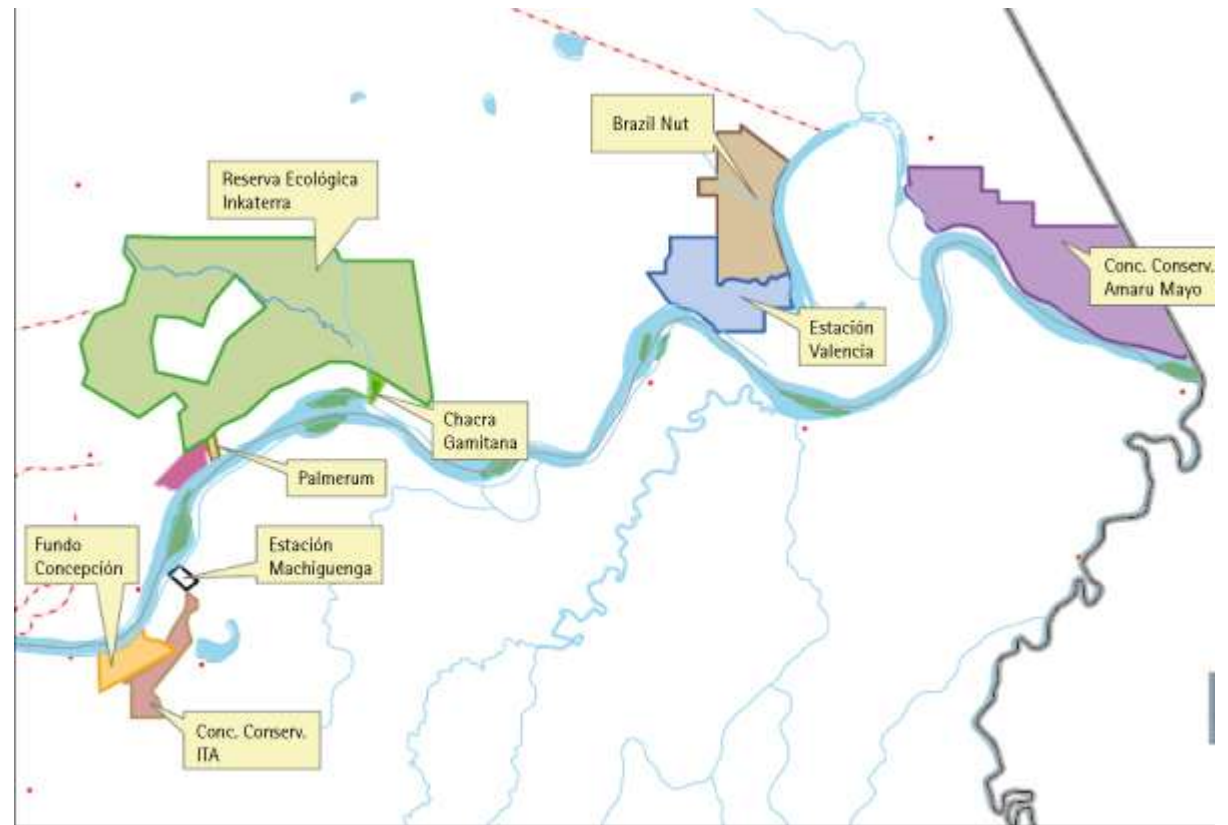 Brazil Nut
Reserva Ecológica
Inkaterra
Conc. Conserv.
Amaru Mayo
Estación
Valencia
Chacra
Gamitana
Palmerum
Fundo
Concepción
Estación
Machiguenga
Conc. Conserv.
ITA